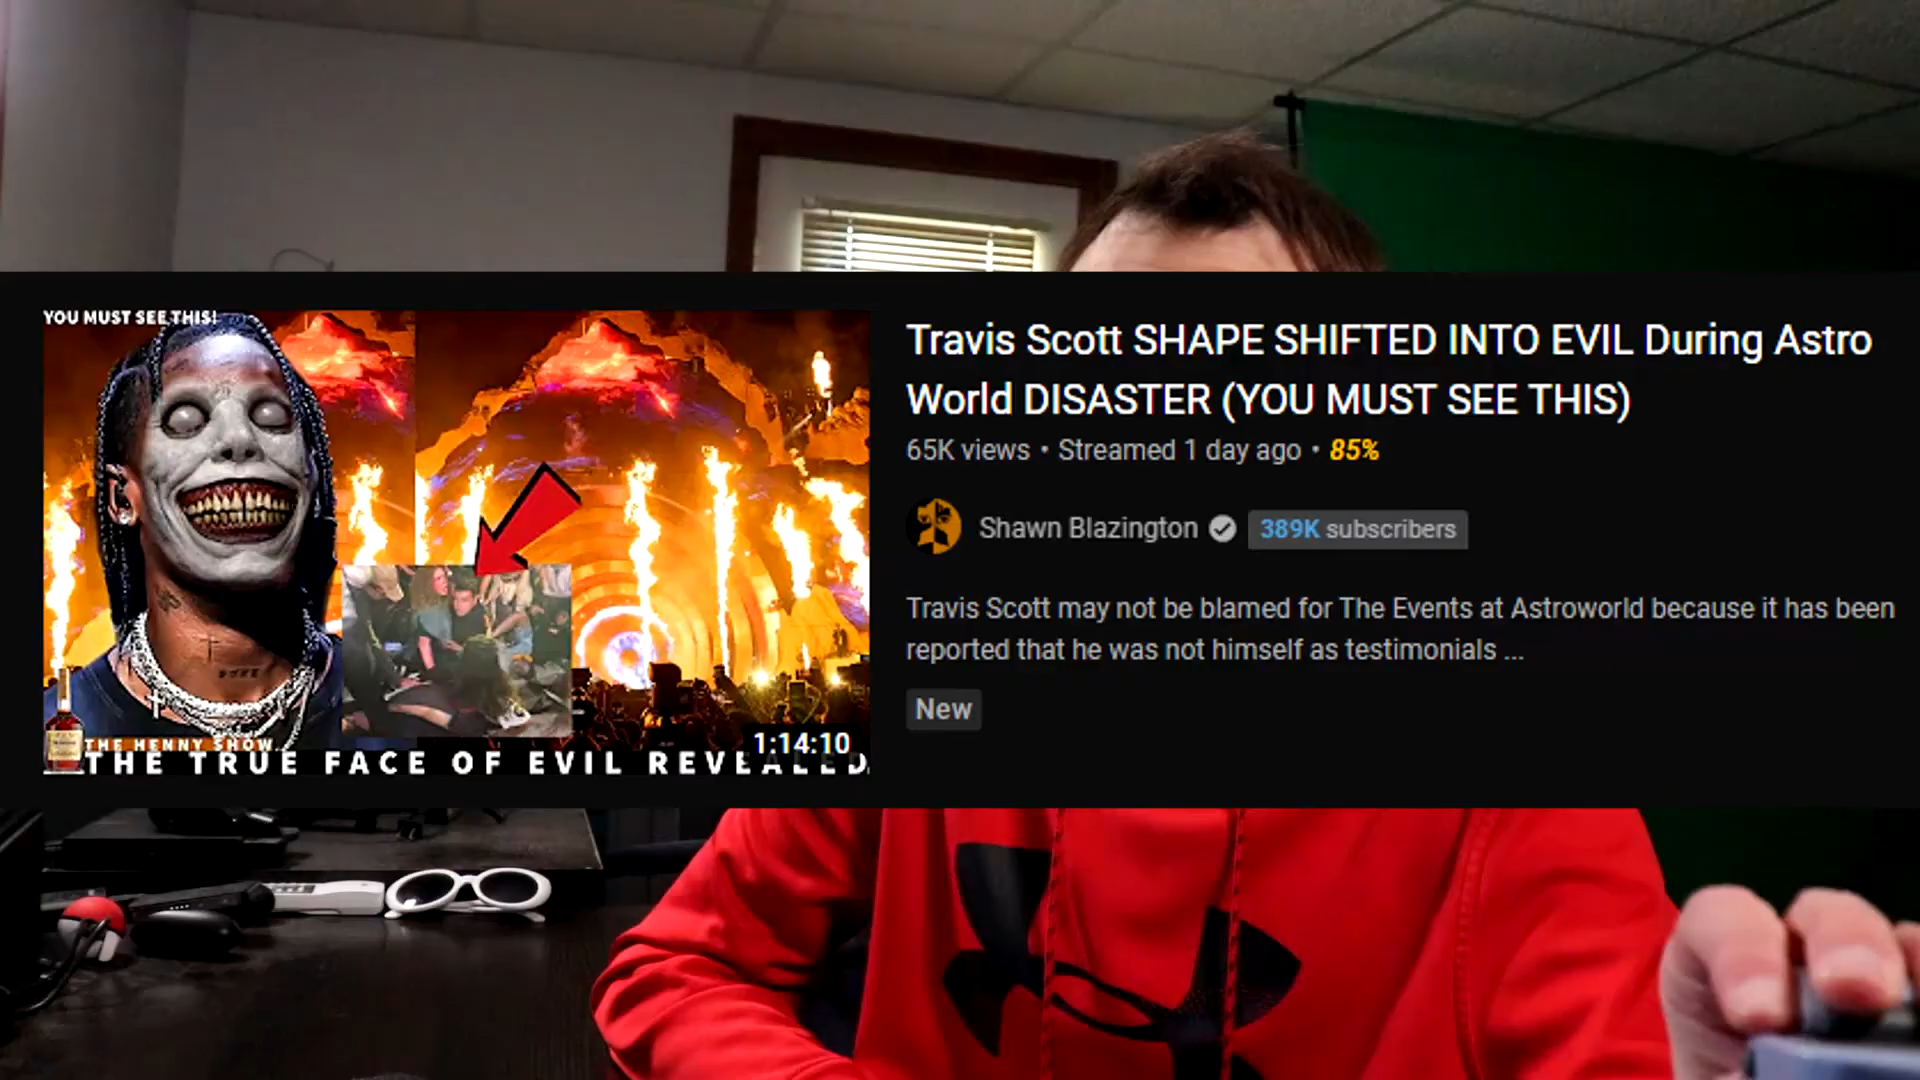 YOU MUST SEE THIS!
THE HENNY SHOW
THE TRUE FACE OF EVIL REVEALED
1:14:10
Travis Scott SHAPE SHIFTED INTO EVIL During Astro
World DISASTER (YOU MUST SEE THIS)
65K views • Streamed 1 day ago • 85%
Shawn Blazington
389K subscribers
Travis Scott may not be blamed for The Events at Astroworld because it has been
reported that he was not himself as testimonials ...
New